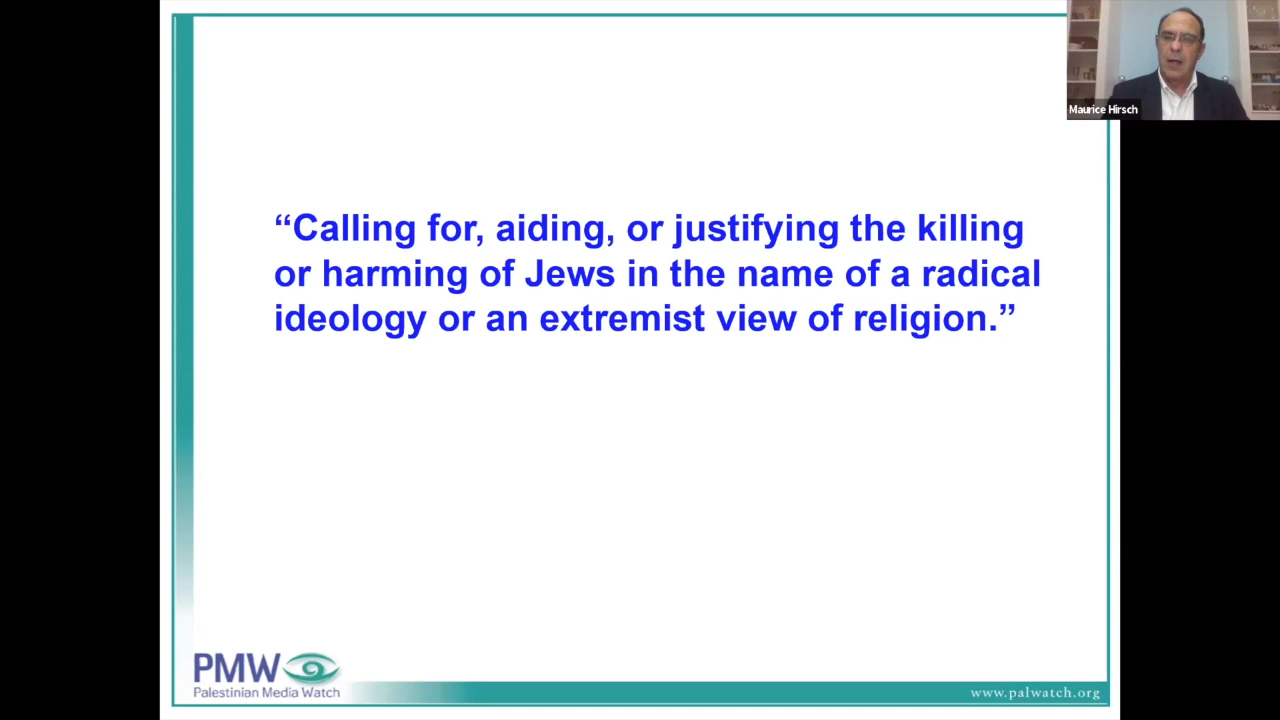 Maurice Hirsch
“Calling for, aiding, or justifying the killing
or harming of Jews in the name of a radical
ideology or an extremist view of religion.”
PMW
Palestinian Media Watch
www.palwatch.org